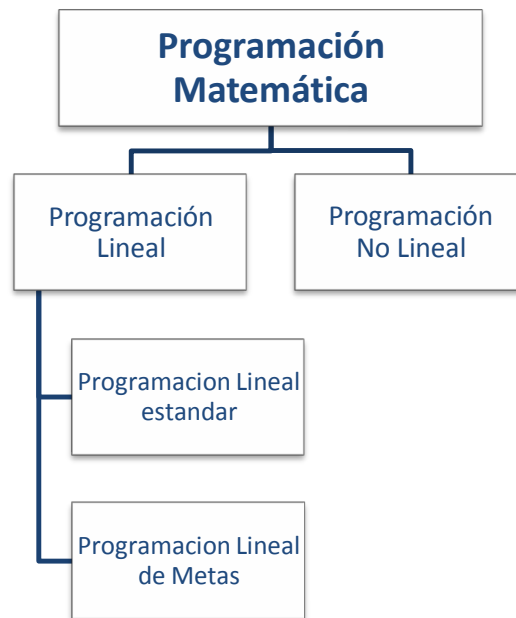 Programación
Matemática
Programación
Lineal
Programación
No Lineal
Programacion Lineal
estandar
Programacion Lineal
de Metas